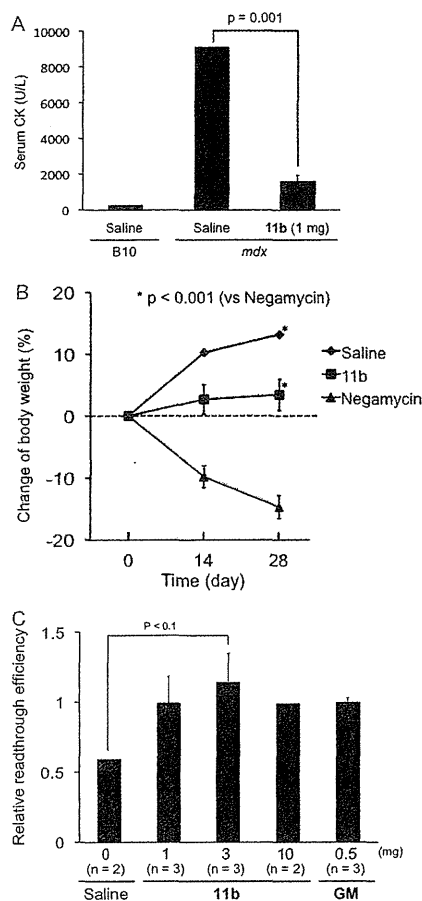 A
p = 0.001
Serum CK (U/L)
10000
8000
6000
4000
2000
0
Saline
Saline
11b (1 mg)
B10
mdx
B
* p < 0.001 (vs Negamycin)
Change of body weight (%)
20
10
0
-10
-20
*
*
Saline
11b
Negamycin
0
14
28
Time (day)
C
P < 0.1
Relative readthrough efficiency
1.5
1
0.5
0
0
1
3
10
0.5
(mg)
(n = 2)
(n = 3)
(n = 3)
(n = 2)
(n = 3)
Saline
11b
GM